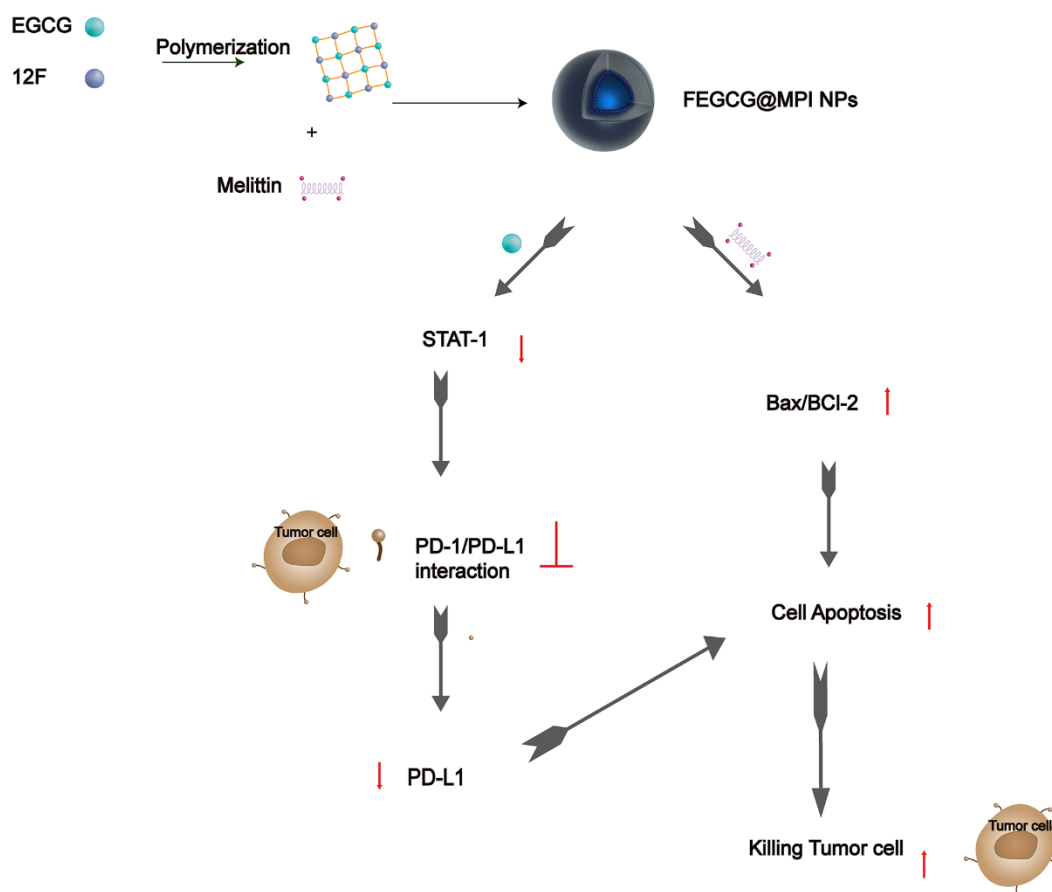 EGCG
Polymerization
12F
FEGCG@MPI NPs
+
Melittin
STAT-1
Bax/BCl-2
Tumor cell
PD-1/PD-L1
interaction
Cell Apoptosis
PD-L1
Killing Tumor cell
Tumor cell